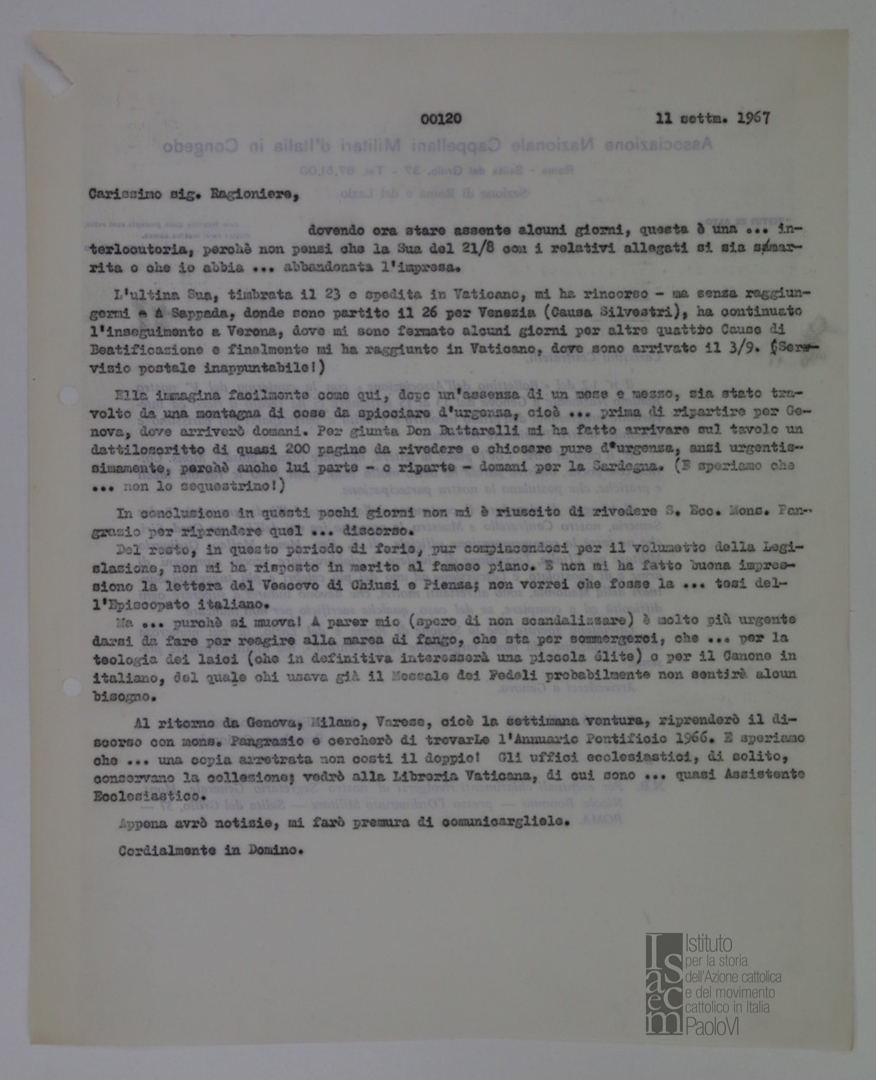 00120 11 settm. 1967
Associazione Nazionale Cappellani Militari d'Italia in Congedo
Carissimo sig. Ragioniere,
dovendo ora stare assente alcuni giorni, questa è una ... in-
terlocutoria, perchè non pensi che la Sua del 21/8 con i relativi allegati si sia smar-
rita o che io abbia ... abbandonata l'impresa.
L'ultina Sua, timbrata il 23 e spedita in Vaticano, mi ha rincorso - ma senza raggiun-
germi e A Sappada, donde sono partito il 26 per Venezia (Causa Silvestri), ha continuato
l'inseguimento a Verona, dove mi sono fermato alcuni giorni per altre quattro Cause di
Beatificazione e finalmente mi ha raggiunto in Vaticano, dove sono arrivato il 3/9. (Ser-
visio postale inappuntabile!)
Ella immagina facilmente come qui, dopo un'assenza di un mese e mezzo, sia stato tra-
volto da una montagna di cose da spicciare d'urgenza, cioè ... prima di ripartire per Ge-
nova, dove arriverò domani. Per giunta Don Buttarelli mi ha fatto arrivare sul tavolo un
dattiloscritto di quasi 200 pagine da rivedere e chiosare pure d'urgenza, anzi urgentis-
simamente, perchè anche lui parte - o riparte - domani per la Sardegna. (E speriamo che
... non lo sequestrino!)
In conclusione in questi pochi giorni non mi è riuscito di rivedere S. Ecc. Mons. Pan-
grazio per riprendere quel ... discorso.
Del resto, in questo periodo di ferie, pur compiacendosi per il volumetto della Legi-
slazione, non mi ha risposto in merito al famoso piano. E non mi ha fatto buona impres-
sione la lettera del Vescovo di Chiusi e Pienza; non vorrei che fosse la ... tesi del-
l'Episcopato italiano.
Ma ... purchè si muova! A parer mio (spero di non scandalizzare) è molto più urgente
darsi da fare per reagire alla marea di fango, che sta per sommergerci, che ... per la
teologia dei laici (che in definitiva interesserà una piccola élite) o per il Canone in
italiano, del quale chi usava già il Messale dei Fedeli probabilmente non sentirà alcun
bisogno.
Al ritorno da Genova, Milano, Varese, cioè la settimana ventura, riprenderò il di-
scorso con mons. Pangrazio e cercherò di trovarLe l'Annuario Pontificio 1966. E speriamo
che ... una copia arretrata non costi il doppio! Gli uffici ecclesiastici, di solito,
conservano la collezione; vedrò alla Libreria Vaticana, di cui sono ... quasi Assistente
Ecclesiastico.
Appena avrò notizie, mi farò premura di comunicargliele.
Cordialmente in Domino.
Isacem
Istituto
per la storia
dell'Azione cattolica
e del movimento
cattolico in Italia
PaoloVI